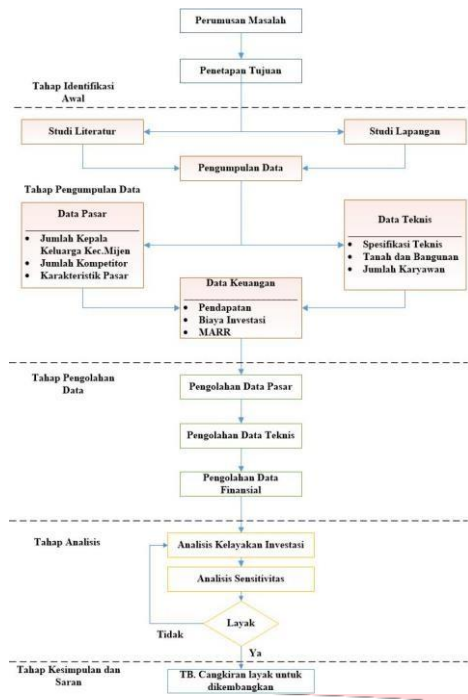 Perumusan Masalah
Penetapan Tujuan
Tahap Identifikasi
Awal
Studi Literatur
Studi Lapangan
Pengumpulan Data
Tahap Pengumpulan Data
Data Pasar
• Jumlah Kepala
Keluarga Kec.Mijen
• Jumlah Kompetitor
• Karakteristik Pasar
Data Teknis
• Spesifikasi Teknis
• Tanah dan Bangunan
• Jumlah Karyawan
Data Keuangan
• Pendapatan
• Biaya Investasi
• MARR
Tahap Pengolahan
Data
Pengolahan Data Pasar
Pengolahan Data Teknis
Pengolahan Data
Finansial
Tahap Analisis
Analisis Kelayakan Investasi
Analisis Sensitivitas
Layak
Tidak
Ya
Tahap Kesimpulan dan
Saran
TB. Cangkiran layak untuk
dikembangkan